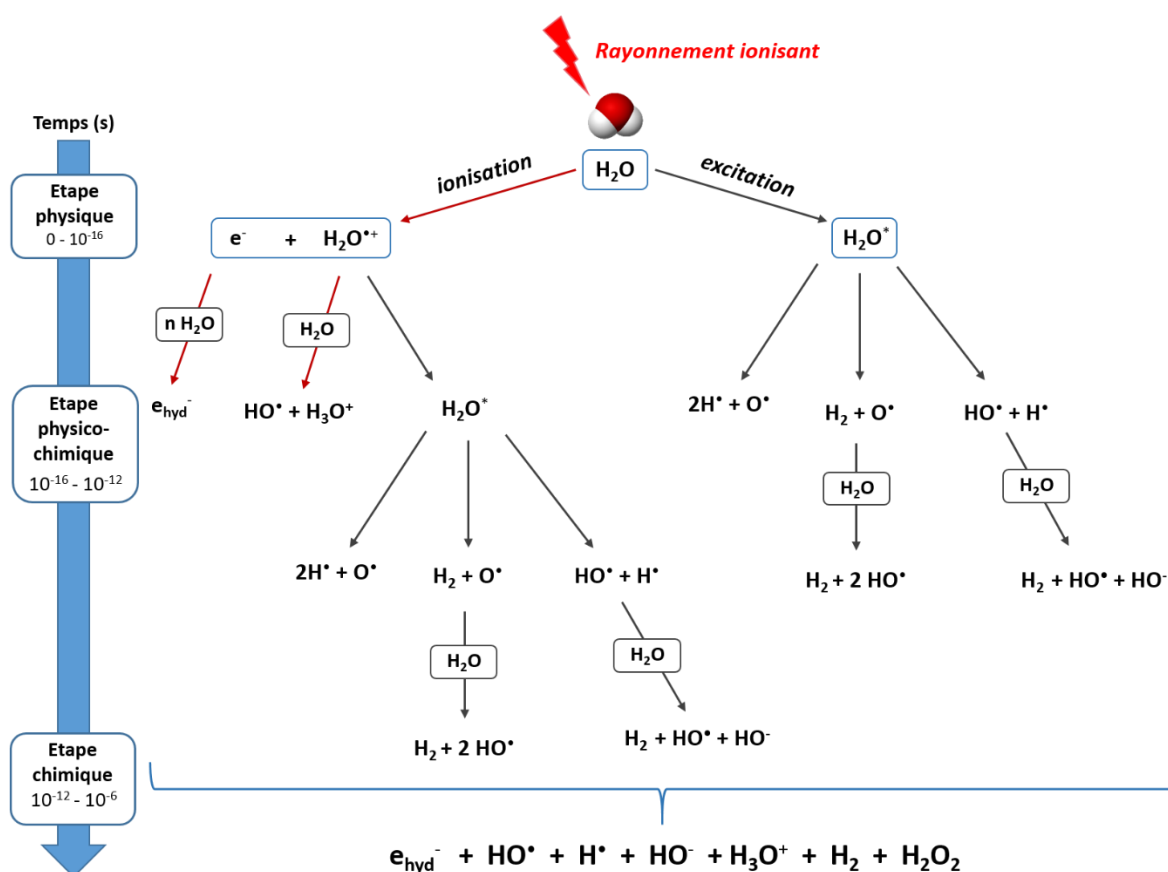 Rayonnement ionisant
Temps (s)
H₂O
ionisation
excitation
Etape
physique
0 - 10⁻¹⁶
e⁻ + H₂O•⁺
H₂O*
n H₂O
H₂O
Etape
physico-
chimique
10⁻¹⁶ - 10⁻¹²
e_hyd⁻
HO• + H₃O⁺
H₂O*
2H• + O•
H₂ + O•
HO• + H•
H₂O
H₂O
2H• + O•
H₂ + O•
HO• + H•
H₂ + 2 HO•
H₂ + HO• + HO⁻
H₂O
H₂O
H₂ + 2 HO•
H₂ + HO• + HO⁻
Etape
chimique
10⁻¹² - 10⁻⁶
e_hyd⁻ + HO• + H• + HO⁻ + H₃O⁺ + H₂ + H₂O₂